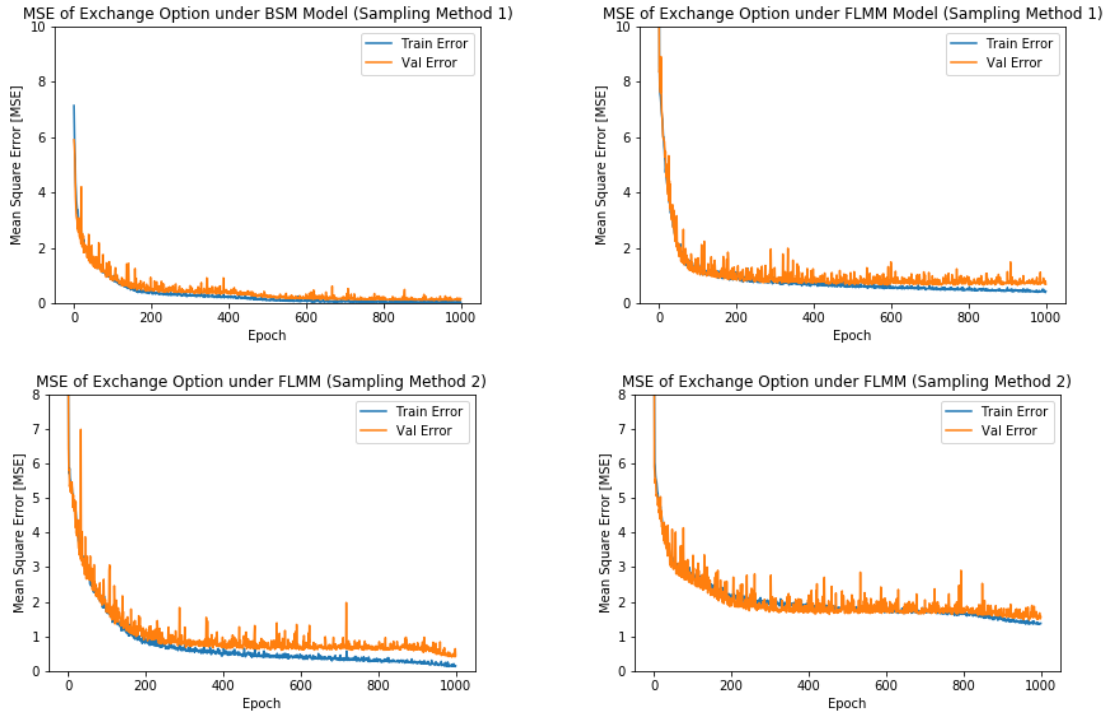 MSE of Exchange Option under BSM Model (Sampling Method 1)
10
8
6
4
2
0
Mean Square Error [MSE]
Train Error
Val Error
0 200 400 600 800 1000
Epoch
MSE of Exchange Option under FLMM Model (Sampling Method 1)
10
8
6
4
2
0
Mean Square Error [MSE]
Train Error
Val Error
0 200 400 600 800 1000
Epoch
MSE of Exchange Option under FLMM (Sampling Method 2)
8
7
6
5
4
3
2
1
0
Mean Square Error [MSE]
Train Error
Val Error
0 200 400 600 800 1000
Epoch
MSE of Exchange Option under FLMM (Sampling Method 2)
8
7
6
5
4
3
2
1
0
Mean Square Error [MSE]
Train Error
Val Error
0 200 400 600 800 1000
Epoch